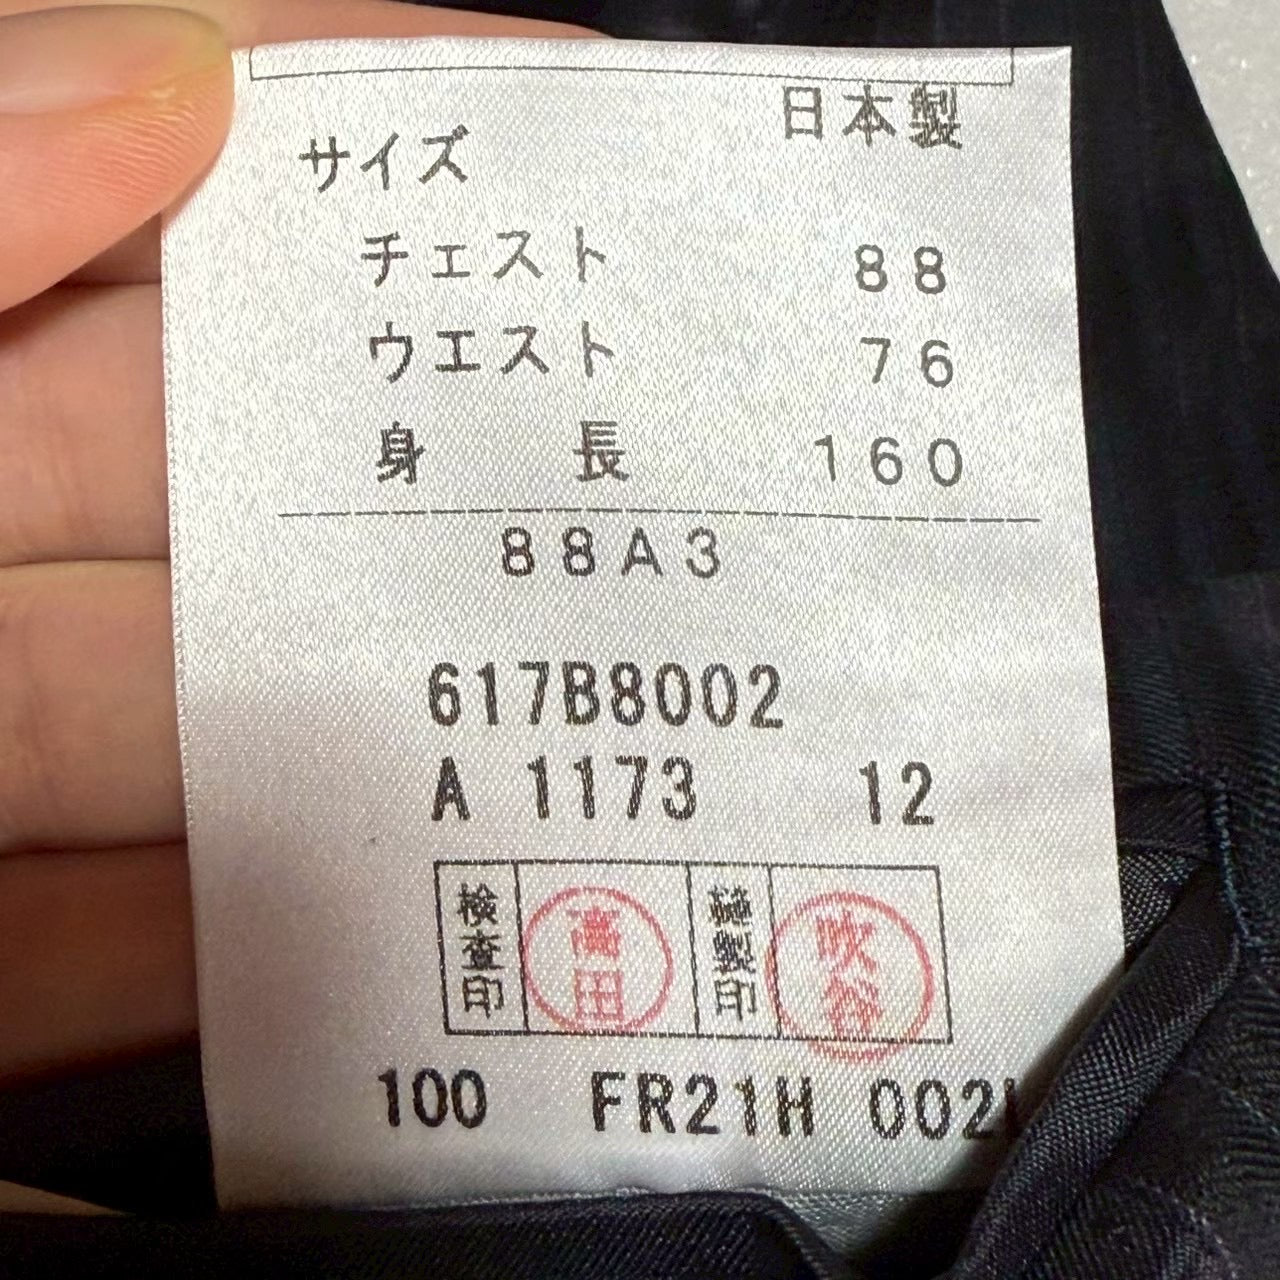 日本製
サイズ
チェスト 88
ウエスト 76
身 長 160
88A3
617B8002
A 1173 12
検査印 高田 縫製印 吹谷
100 FR21H 002